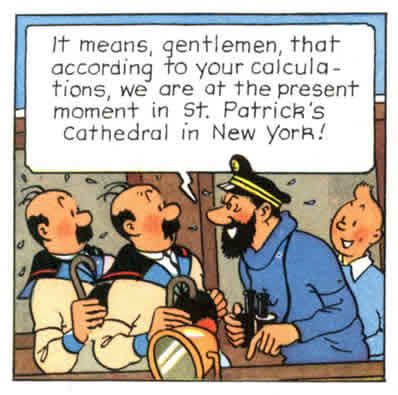 It means, gentlemen, that
according to your calcula-
tions, we are at the present
moment in St. Patrick's
Cathedral in New York!